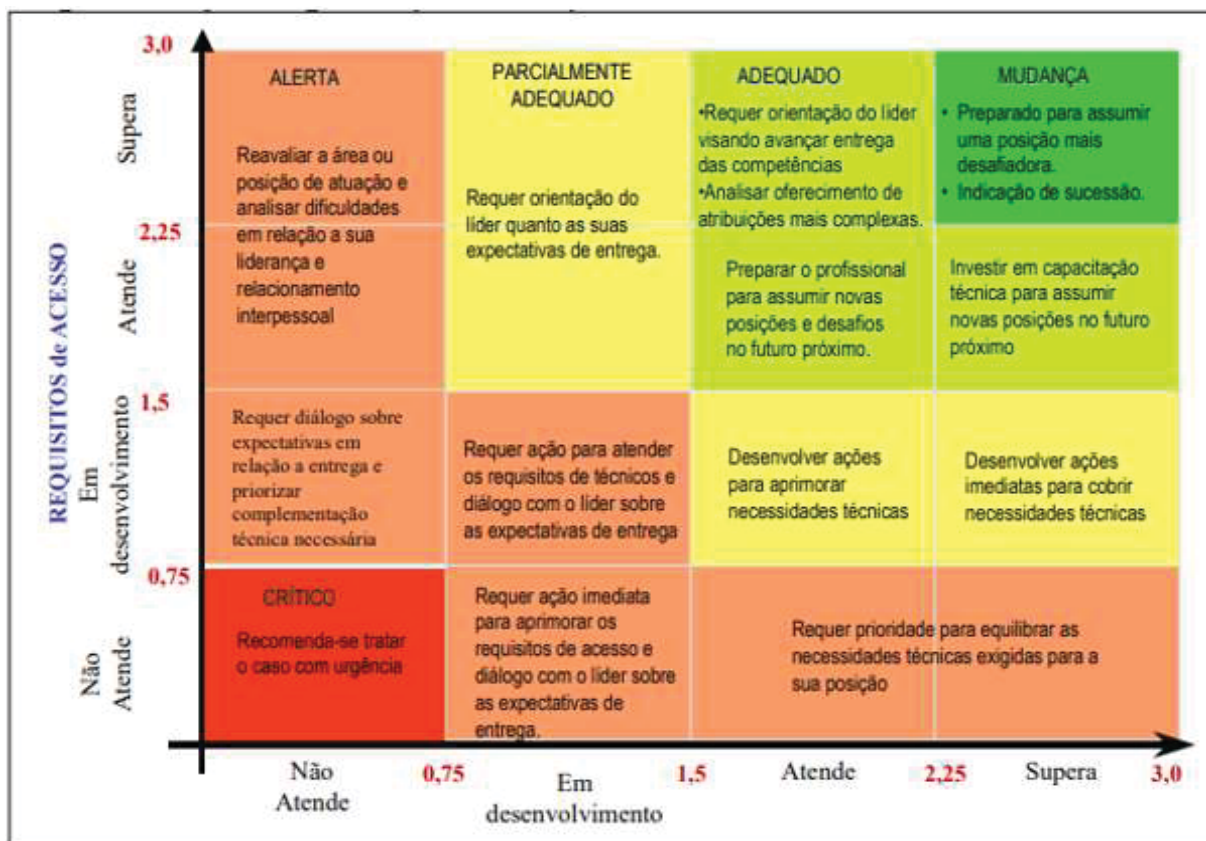 3,0
Supera
2,25
Atende
1,5
Em
desenvolvimento
0,75
Não
Atende
REQUISITOS de ACESSO
ALERTA
Reavaliar a área ou
posição de atuação e
analisar dificuldades
em relação a sua
liderança e
relacionamento
interpessoal
PARCIALMENTE
ADEQUADO
Requer orientação do
líder quanto as suas
expectativas de entrega.
ADEQUADO
•Requer orientação do líder
visando avançar entrega
das competências
•Analisar oferecimento de
atribuições mais complexas.
MUDANÇA
• Preparado para assumir
uma posição mais
desafiadora.
• Indicação de sucessão.
Preparar o profissional
para assumir novas
posições e desafios
no futuro próximo.
Investir em capacitação
técnica para assumir
novas posições no futuro
próximo
Requer diálogo sobre
expectativas em
relação a entrega e
priorizar
complementação
técnica necessária
Requer ação para atender
os requisitos de técnicos e
diálogo com o líder sobre
as expectativas de entrega
Desenvolver ações
para aprimorar
necessidades técnicas
Desenvolver ações
imediatas para cobrir
necessidades técnicas
CRÍTICO
Recomenda-se tratar
o caso com urgência
Requer ação imediata
para aprimorar os
requisitos de acesso e
diálogo com o líder sobre
as expectativas de
entrega.
Requer prioridade para equilibrar as
necessidades técnicas exigidas para a
sua posição
Não
Atende
0,75
Em
desenvolvimento
1,5
Atende
2,25
Supera
3,0